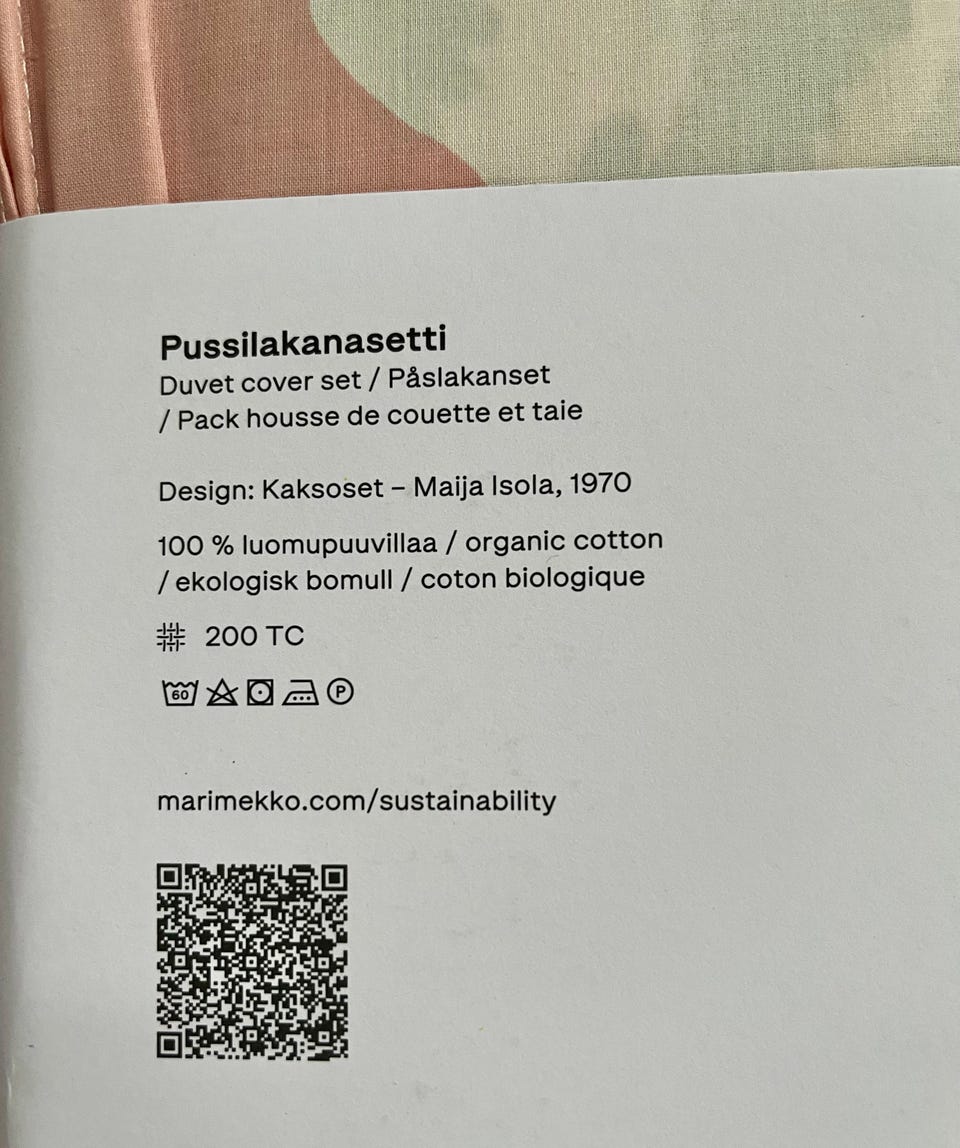 Pussilakanasetti
Duvet cover set / Påslakanset
/ Pack housse de couette et taie
Design: Kaksoset – Maija Isola, 1970
100 % luomupuuvillaa / organic cotton
/ ekologisk bomull / coton biologique
200 TC
60 P
marimekko.com/sustainability